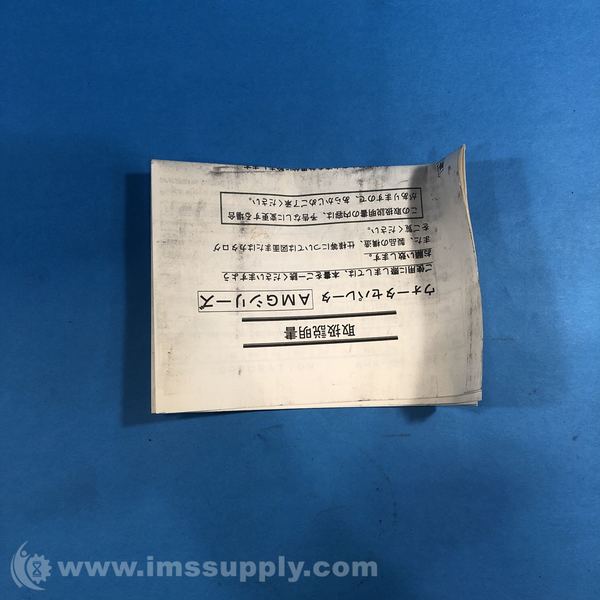 取扱説明書
ウォータセパレータ AMGシリーズ
ご使用に際しましては、本書をご一読くださいますよう
お願い致します。
また、製品の構造、仕様等については図面またはカタログ
をご覧ください。
この取扱説明書の内容は、予告なしに変更する場合
がありますので、あらかじめご了承ください。
www.imssupply.com